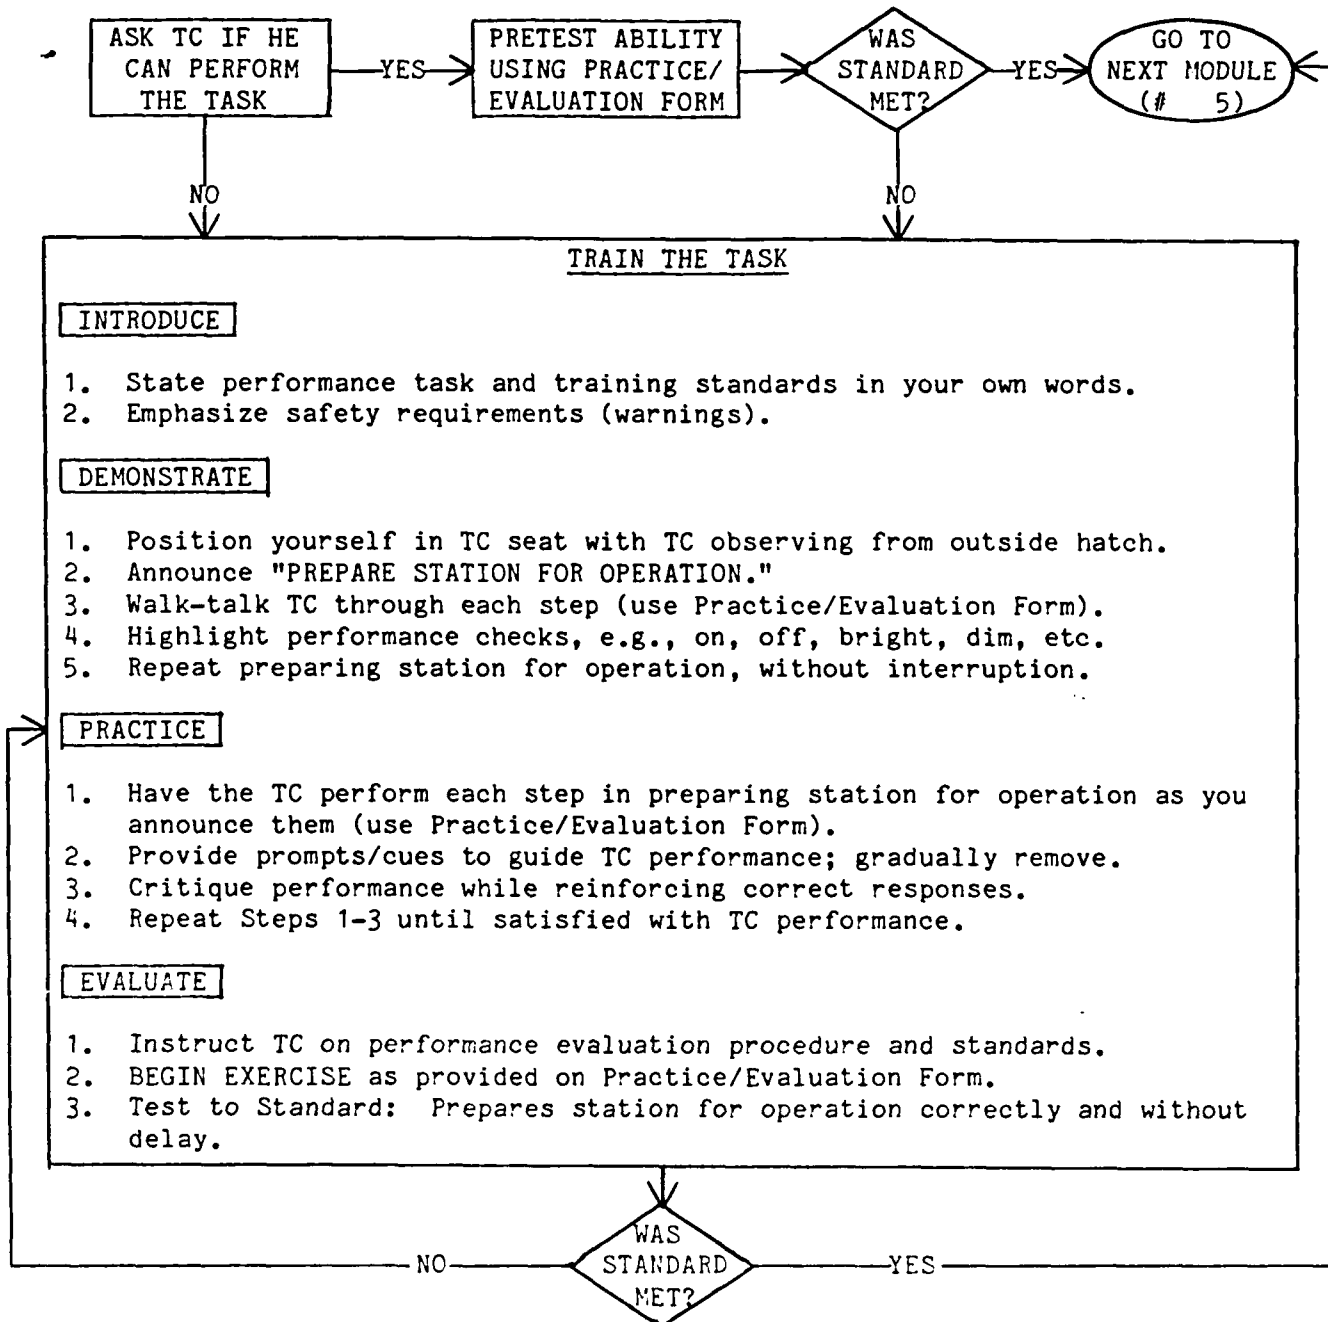 ASK TC IF HE
CAN PERFORM
THE TASK
YES
PRETEST ABILITY
USING PRACTICE/
EVALUATION FORM
WAS
STANDARD
MET?
YES
GO TO
NEXT MODULE
(# 5)
NO
NO
TRAIN THE TASK
INTRODUCE
1. State performance task and training standards in your own words.
2. Emphasize safety requirements (warnings).
DEMONSTRATE
1. Position yourself in TC seat with TC observing from outside hatch.
2. Announce "PREPARE STATION FOR OPERATION."
3. Walk-talk TC through each step (use Practice/Evaluation Form).
4. Highlight performance checks, e.g., on, off, bright, dim, etc.
5. Repeat preparing station for operation, without interruption.
PRACTICE
1. Have the TC perform each step in preparing station for operation as you
announce them (use Practice/Evaluation Form).
2. Provide prompts/cues to guide TC performance; gradually remove.
3. Critique performance while reinforcing correct responses.
4. Repeat Steps 1-3 until satisfied with TC performance.
EVALUATE
1. Instruct TC on performance evaluation procedure and standards.
2. BEGIN EXERCISE as provided on Practice/Evaluation Form.
3. Test to Standard: Prepares station for operation correctly and without
delay.
WAS
STANDARD
MET?
NO
YES